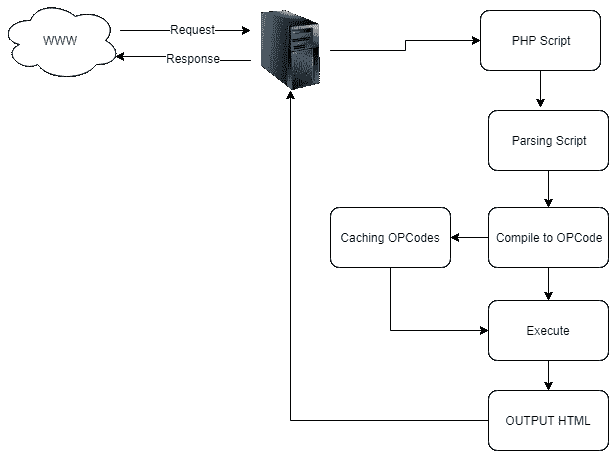 WWW
Request
Response
PHP Script
Parsing Script
Caching OPCodes
Compile to OPCode
Execute
OUTPUT HTML